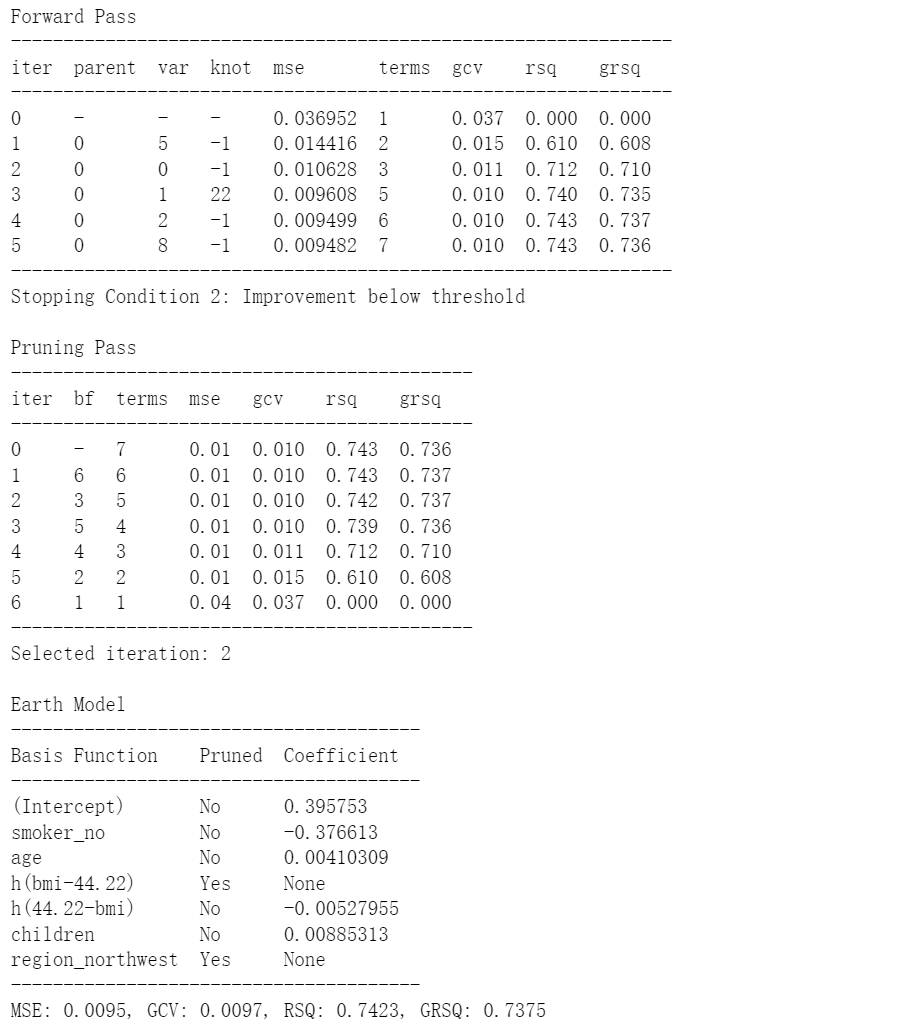 Forward Pass
---------------------------------------------------------------
iter  parent  var  knot  mse       terms  gcv    rsq    grsq
---------------------------------------------------------------
0     -       -    -     0.036952  1      0.037  0.000  0.000
1     0       5    -1    0.014416  2      0.015  0.610  0.608
2     0       0    -1    0.010628  3      0.011  0.712  0.710
3     0       1    22    0.009608  5      0.010  0.740  0.735
4     0       2    -1    0.009499  6      0.010  0.743  0.737
5     0       8    -1    0.009482  7      0.010  0.743  0.736
---------------------------------------------------------------
Stopping Condition 2: Improvement below threshold
Pruning Pass
--------------------------------------------
iter  bf  terms  mse   gcv    rsq    grsq
--------------------------------------------
0     -   7      0.01  0.010  0.743  0.736
1     6   6      0.01  0.010  0.743  0.737
2     3   5      0.01  0.010  0.742  0.737
3     5   4      0.01  0.010  0.739  0.736
4     4   3      0.01  0.011  0.712  0.710
5     2   2      0.01  0.015  0.610  0.608
6     1   1      0.04  0.037  0.000  0.000
--------------------------------------------
Selected iteration: 2
Earth Model
---------------------------------------
Basis Function    Pruned  Coefficient
---------------------------------------
(Intercept)       No      0.395753
smoker_no         No      -0.376613
age               No      0.00410309
h(bmi-44.22)      Yes     None
h(44.22-bmi)      No      -0.00527955
children          No      0.00885313
region_northwest  Yes     None
---------------------------------------
MSE: 0.0095, GCV: 0.0097, RSQ: 0.7423, GRSQ: 0.7375